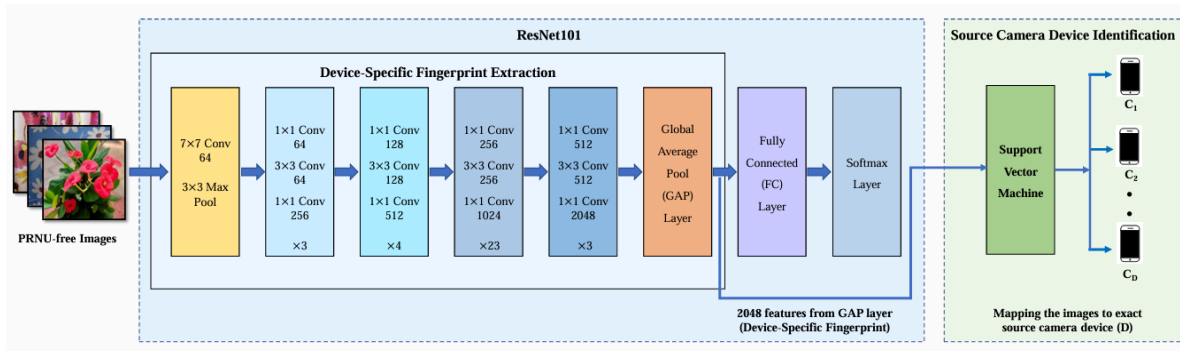 ResNet101
Source Camera Device Identification
Device-Specific Fingerprint Extraction
PRNU-free Images
7×7 Conv
64
3×3 Max
Pool
1×1 Conv
64
3×3 Conv
64
1×1 Conv
256
×3
1×1 Conv
128
3×3 Conv
128
1×1 Conv
512
×4
1×1 Conv
256
3×3 Conv
256
1×1 Conv
1024
×23
1×1 Conv
512
3×3 Conv
512
1×1 Conv
2048
×3
Global
Average
Pool
(GAP)
Layer
Fully
Connected
(FC)
Layer
Softmax
Layer
2048 features from GAP layer
(Device-Specific Fingerprint)
Support
Vector
Machine
C1
C2
CD
Mapping the images to exact
source camera device (D)